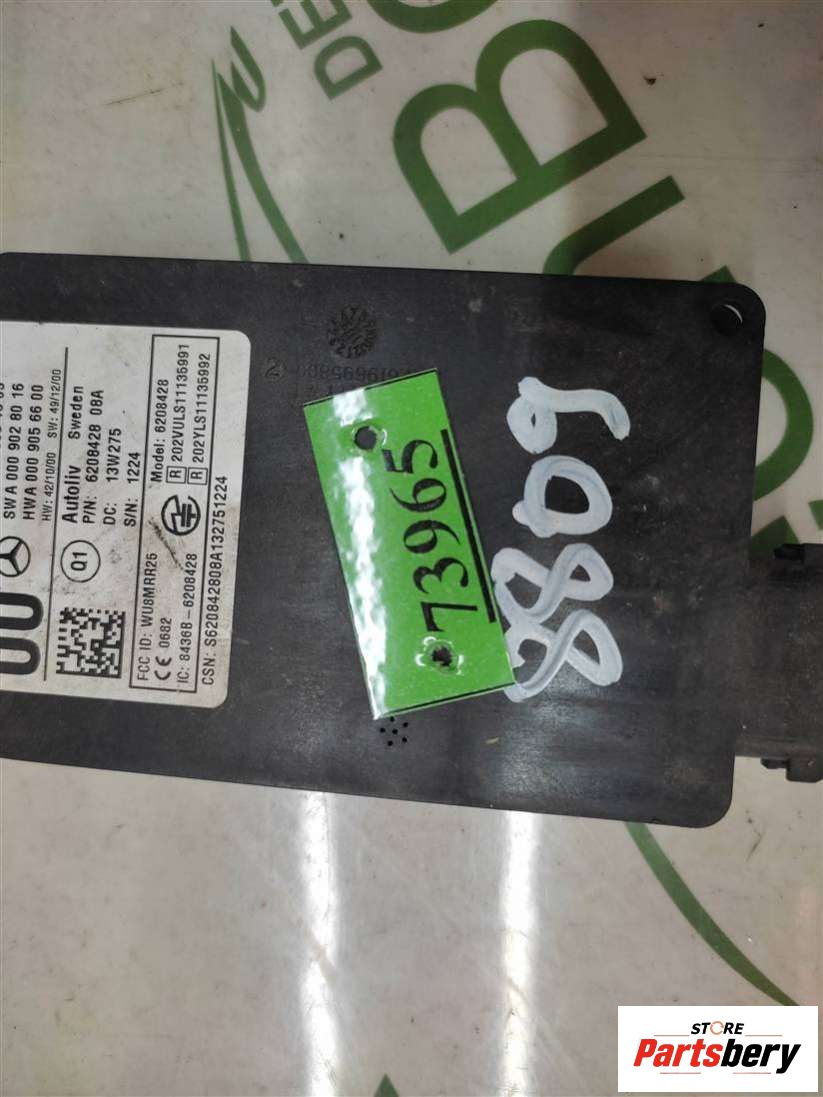 SWA 000 902 80 16
HWA 000 905 66 00
HW: 42/10/00 SW: 49/12/00
Q1
Autoliv Sweden
P/N: 6208428 08A
DC: 13W275
S/N: 1224
FCC ID: WU8MRR25 Model: 6208428
CE 0682 R 202VULS11135991
IC: 8436B-6208428 R 202YLS11135992
CSN: S620842808A132751224
73965
8809
STORE
Partsbery